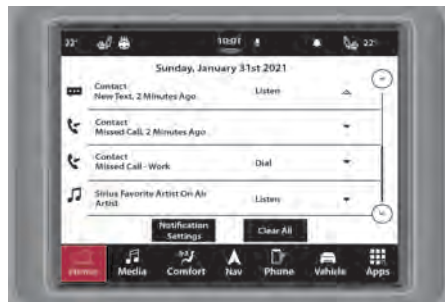 22° 10:01 22°
Sunday, January 31st 2021
Contact
New Text, 2 Minutes Ago Listen
Contact
Missed Call, 2 Minutes Ago
Contact
Missed Call - Work Dial
Sirius Favorite Artist On Air
Artist Listen
Notification
Settings Clear All
Home Media Comfort Nav Phone Vehicle Apps